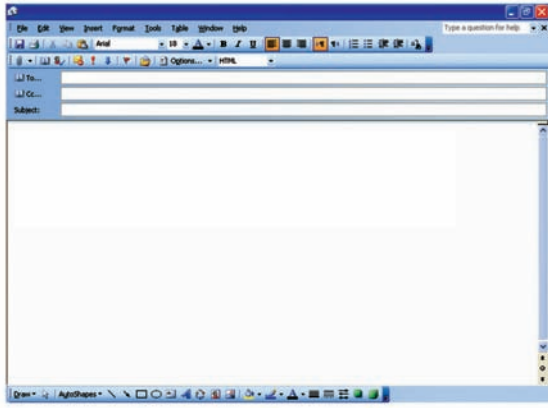 File Edit View Insert Format Tools Table Window Help Type a question for help
Arial 10 A B I U
Options... HTML
To...
Cc...
Subject:
Draw AutoShapes A